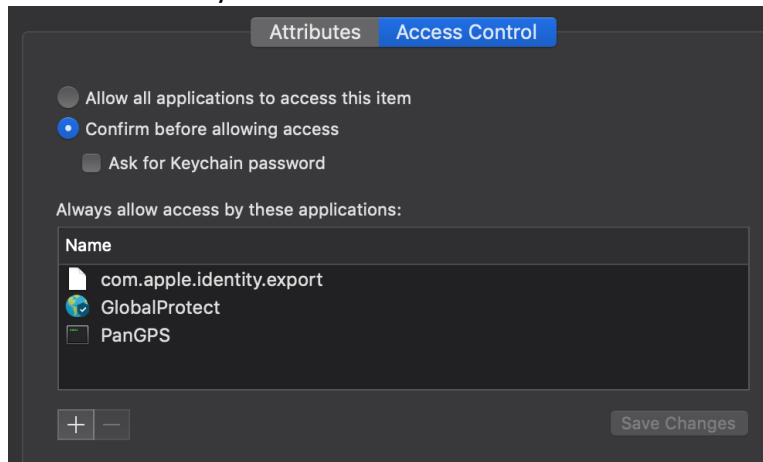 Attributes Access Control
Allow all applications to access this item
Confirm before allowing access
Ask for Keychain password
Always allow access by these applications:
Name
com.apple.identity.export
GlobalProtect
PanGPS
Save Changes